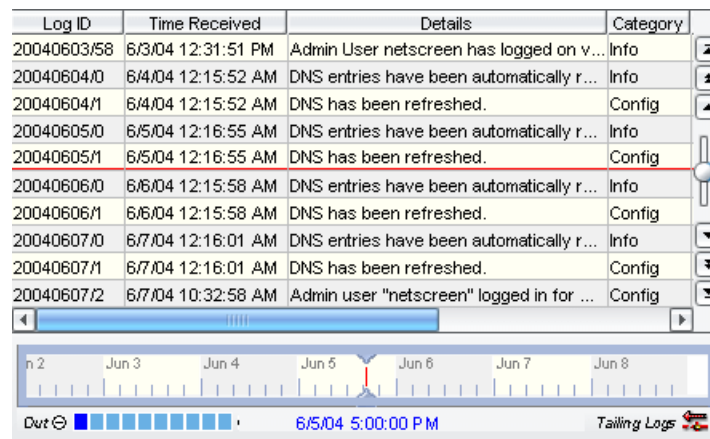 Log ID Time Received Details Category
20040603/58 6/3/04 12:31:51 PM Admin User netscreen has logged on v... Info
20040604/0 6/4/04 12:15:52 AM DNS entries have been automatically r... Info
20040604/1 6/4/04 12:15:52 AM DNS has been refreshed. Config
20040605/0 6/5/04 12:16:55 AM DNS entries have been automatically r... Info
20040605/1 6/5/04 12:16:55 AM DNS has been refreshed. Config
20040606/0 6/6/04 12:15:58 AM DNS entries have been automatically r... Info
20040606/1 6/6/04 12:15:58 AM DNS has been refreshed. Config
20040607/0 6/7/04 12:16:01 AM DNS entries have been automatically r... Info
20040607/1 6/7/04 12:16:01 AM DNS has been refreshed. Config
20040607/2 6/7/04 10:32:58 AM Admin user "netscreen" logged in for ... Config
n 2 Jun 3 Jun 4 Jun 5 Jun 6 Jun 7 Jun 8
Out 6/5/04 5:00:00 PM Tailing Logs